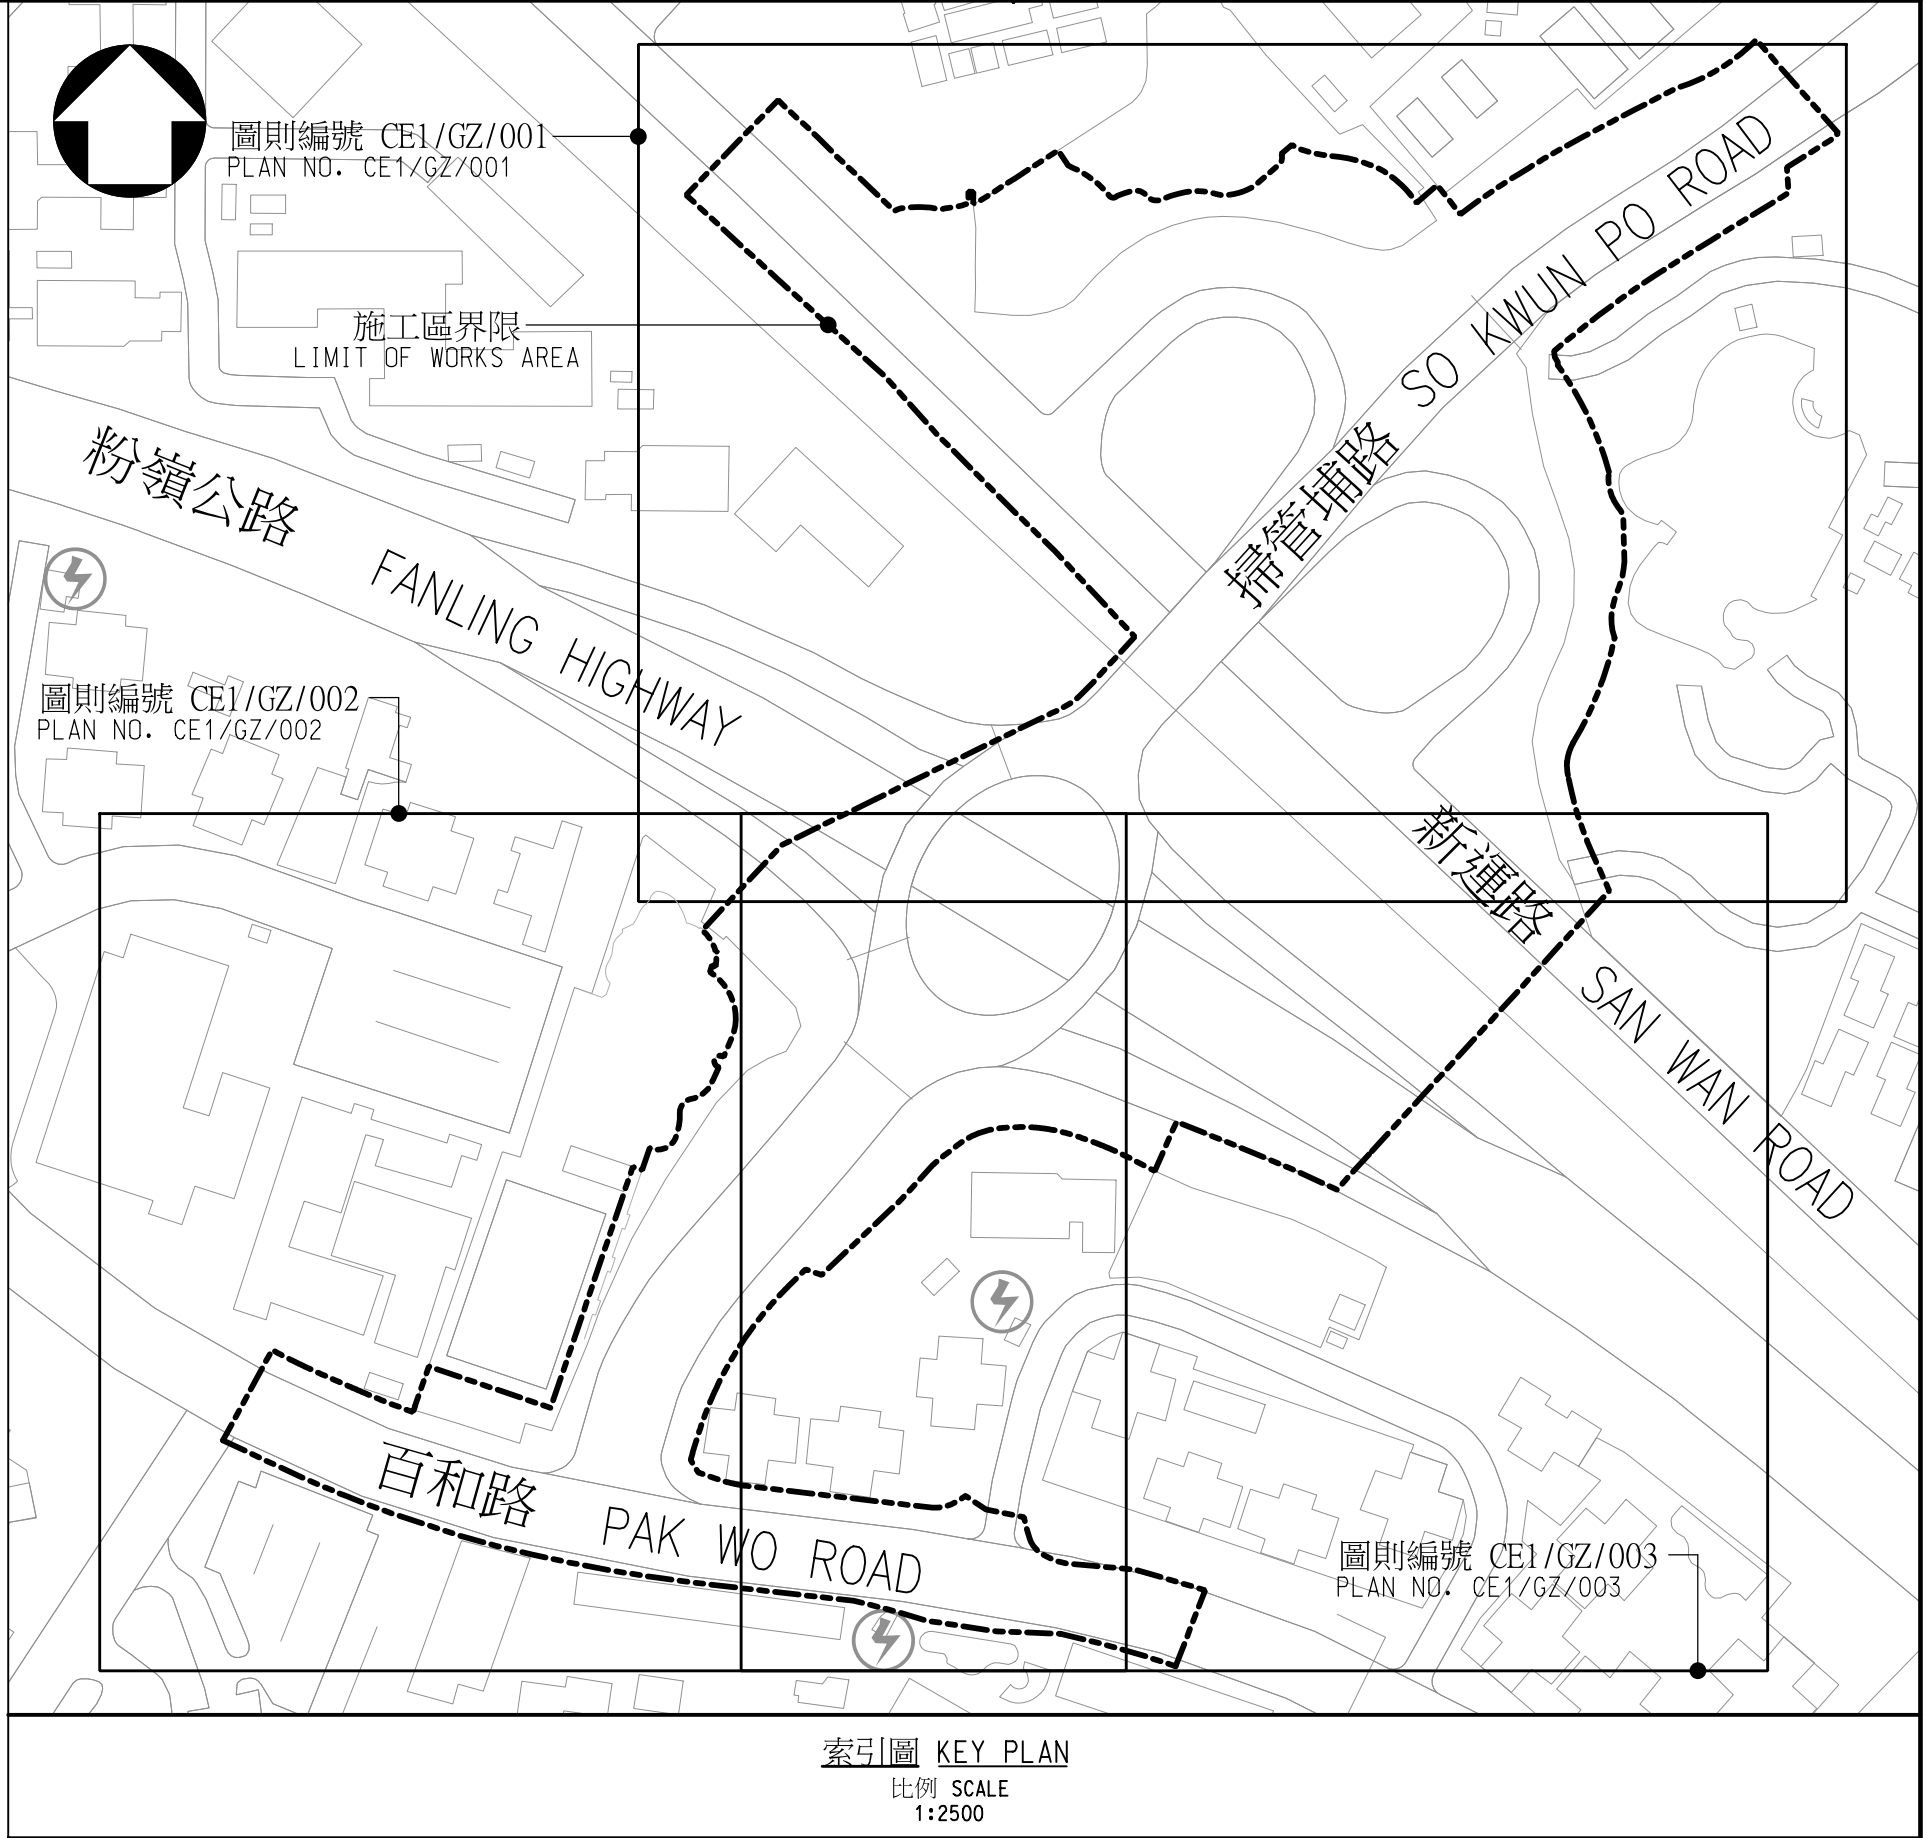 圖則編號 CE1/GZ/001
PLAN NO. CE1/GZ/001
施工區界限
LIMIT OF WORKS AREA
掃管埔路 SO KWUN PO ROAD
粉嶺公路 FANLING HIGHWAY
圖則編號 CE1/GZ/002
PLAN NO. CE1/GZ/002
新運路 SAN WAN ROAD
百和路 PAK WO ROAD
圖則編號 CE1/GZ/003
PLAN NO. CE1/GZ/003
索引圖 KEY PLAN
比例 SCALE
1:2500